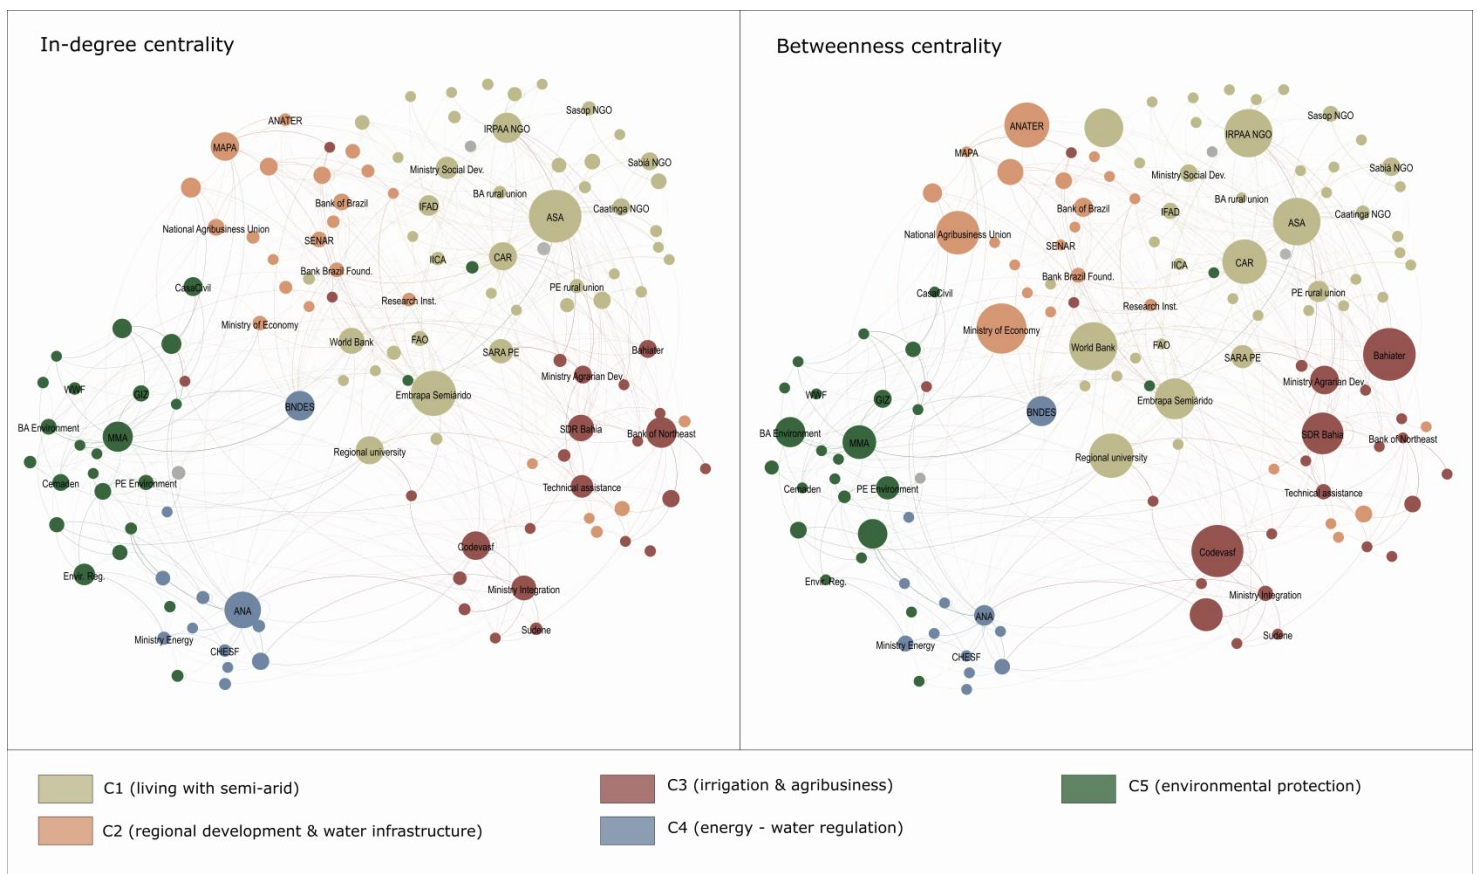 In-degree centrality
Sasop NGO
ANATER
IRPAA NGO
MAPA
Sabiá NGO
Ministry Social Dev.
BA rural union
Bank of Brazil
IFAD
Caatinga NGO
ASA
National Agribusiness Union
SENAR
CAR
IICA
Bank Brazil Found.
CasaCivil
PE rural union
Research Inst.
Ministry of Economy
World Bank
FAO
SARA PE
Bahiater
Ministry Agrarian Dev.
WWF
GIZ
Embrapa Semiárido
BNDES
BA Environment
MMA
SDR Bahia
Bank of Northeast
Regional university
Cemaden
PE Environment
Technical assistance
Codevasf
Envir. Reg.
Ministry Integration
ANA
Sudene
Ministry Energy
CHESF
Betweenness centrality
Sasop NGO
ANATER
IRPAA NGO
MAPA
Sabiá NGO
Ministry Social Dev.
BA rural union
Bank of Brazil
IFAD
Caatinga NGO
ASA
National Agribusiness Union
SENAR
CAR
IICA
Bank Brazil Found.
CasaCivil
PE rural union
Research Inst.
Ministry of Economy
World Bank
FAO
SARA PE
Bahiater
Ministry Agrarian Dev.
WWF
GIZ
Embrapa Semiárido
BNDES
BA Environment
MMA
SDR Bahia
Bank of Northeast
Regional university
Cemaden
PE Environment
Technical assistance
Codevasf
Envir. Reg.
Ministry Integration
ANA
Sudene
Ministry Energy
CHESF
C1 (living with semi-arid)
C2 (regional development & water infrastructure)
C3 (irrigation & agribusiness)
C4 (energy - water regulation)
C5 (environmental protection)